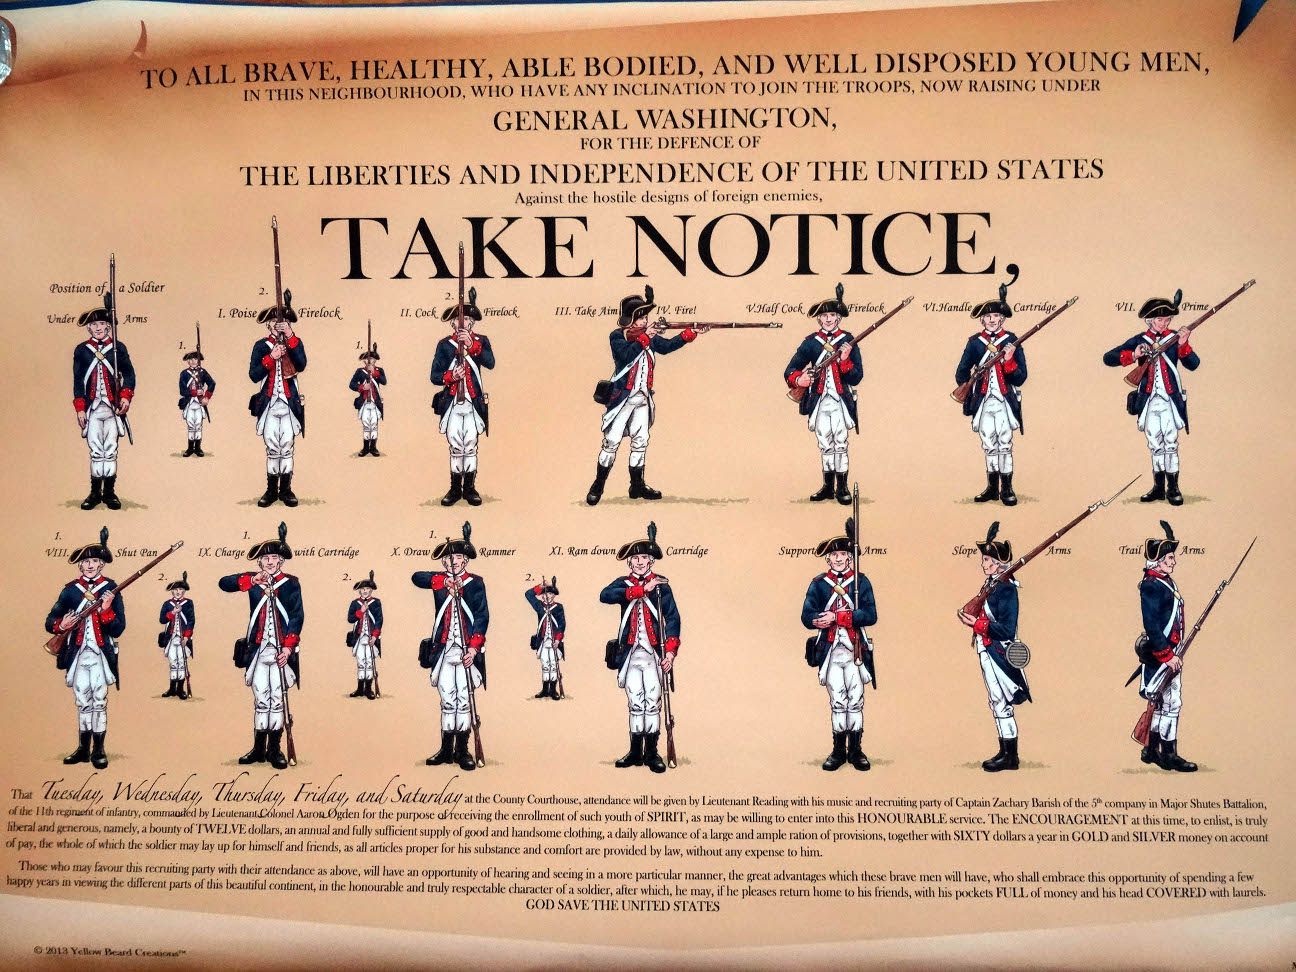 TO ALL BRAVE, HEALTHY, ABLE BODIED, AND WELL DISPOSED YOUNG MEN,
IN THIS NEIGHBOURHOOD, WHO HAVE ANY INCLINATION TO JOIN THE TROOPS, NOW RAISING UNDER
GENERAL WASHINGTON,
FOR THE DEFENCE OF
THE LIBERTIES AND INDEPENDENCE OF THE UNITED STATES
Against the hostile designs of foreign enemies,
TAKE NOTICE,
Position of a Soldier
Under Arms
1.
2.
I. Poise Firelock
1.
2.
II. Cock Firelock
III. Take Aim
IV. Fire!
V. Half Cock Firelock
VI. Handle Cartridge
VII. Prime
1.
VIII. Shut Pan
2.
1.
IX. Charge with Cartridge
2.
1.
X. Draw Rammer
2.
XI. Ram down Cartridge
Support Arms
Slope Arms
Trail Arms
That Tuesday, Wednesday, Thursday, Friday, and Saturday at the County Courthouse, attendance will be given by Lieutenant Reading with his music and recruiting party of Captain Zachary Barish of the 5th company in Major Shutes Battalion,
of the 11th regiment of infantry, commanded by Lieutenant Colonel Aaron Ogden for the purpose of receiving the enrollment of such youth of SPIRIT, as may be willing to enter into this HONOURABLE service. The ENCOURAGEMENT at this time, to enlist, is truly
liberal and generous, namely, a bounty of TWELVE dollars, an annual and fully sufficient supply of good and handsome clothing, a daily allowance of a large and ample ration of provisions, together with SIXTY dollars a year in GOLD and SILVER money on account
of pay, the whole of which the soldier may lay up for himself and friends, as all articles proper for his substance and comfort are provided by law, without any expense to him.
Those who may favour this recruiting party with their attendance as above, will have an opportunity of hearing and seeing in a more particular manner, the great advantages which these brave men will have, who shall embrace this opportunity of spending a few
happy years in viewing the different parts of this beautiful continent, in the honourable and truly respectable character of a soldier, after which, he may, if he pleases return home to his friends, with his pockets FULL of money and his head COVERED with laurels.
GOD SAVE THE UNITED STATES
© 2013 Yellow Beard Creations™